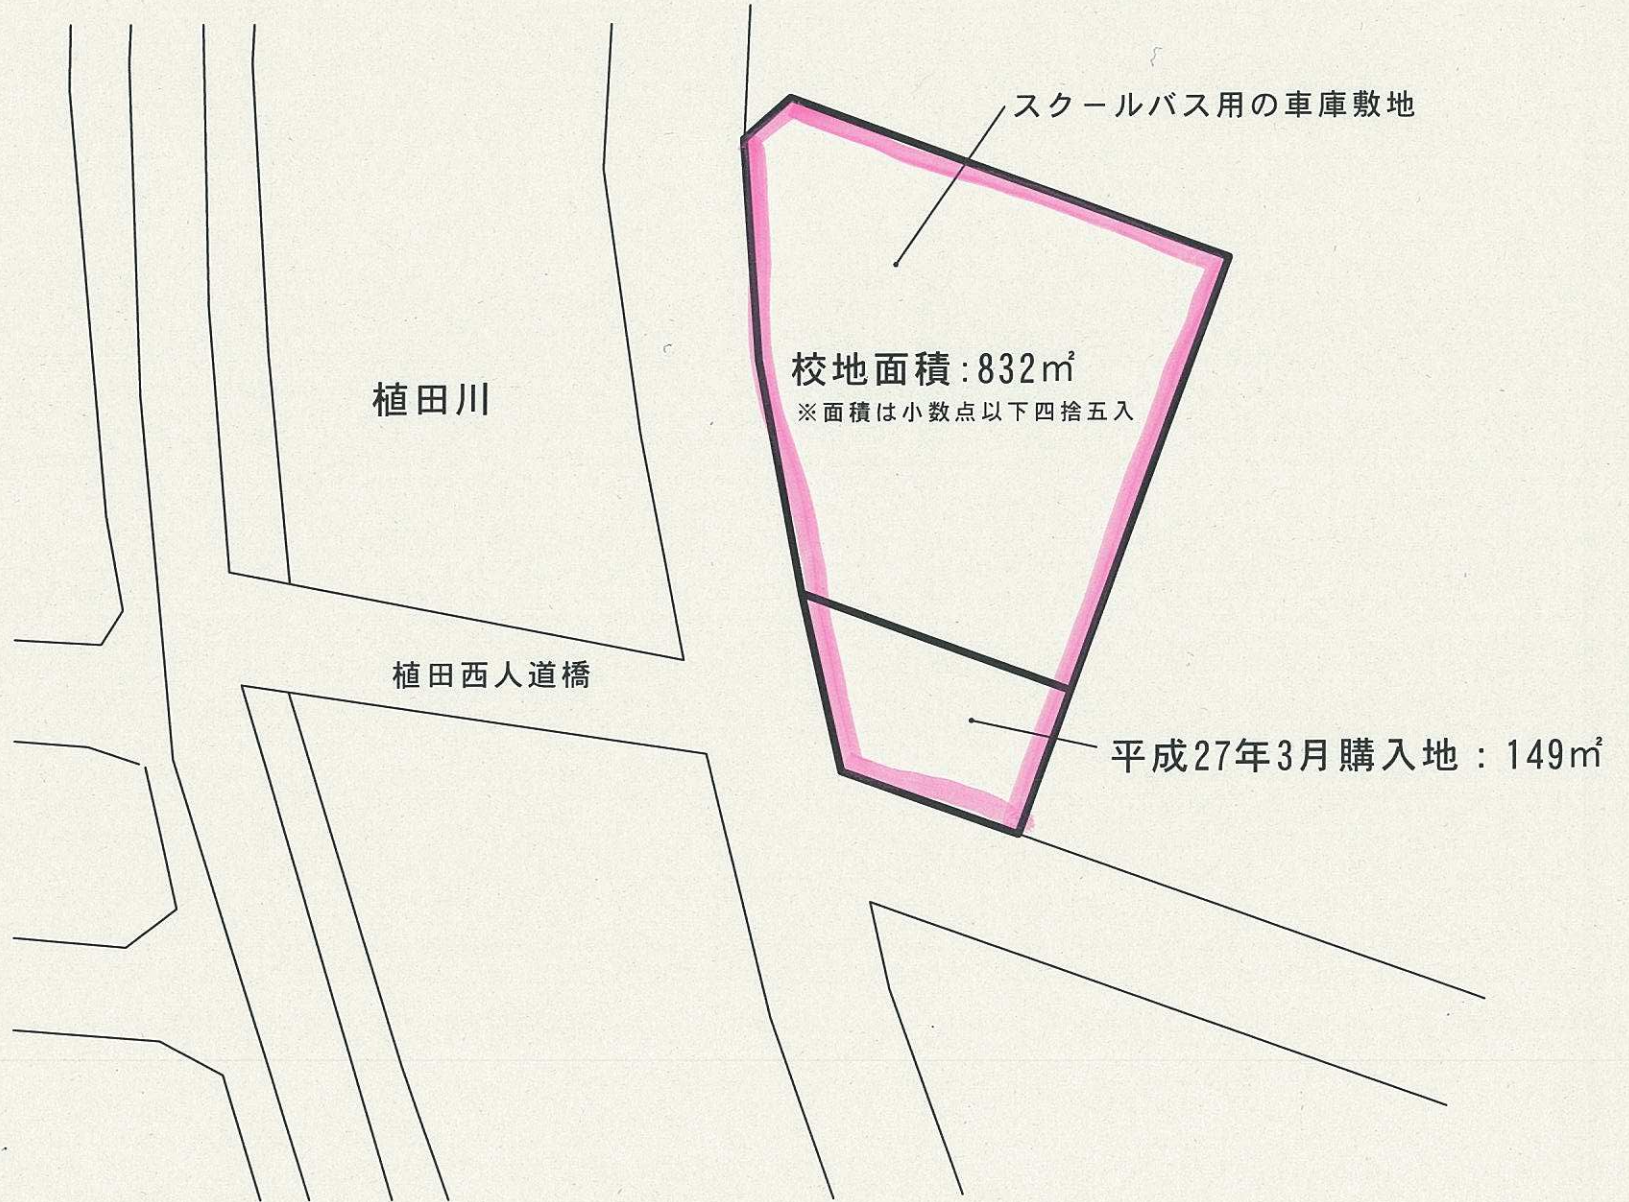 スクールバス用の車庫敷地
校地面積:832㎡
※面積は小数点以下四捨五入
植田川
植田西人道橋
平成27年3月購入地：149㎡